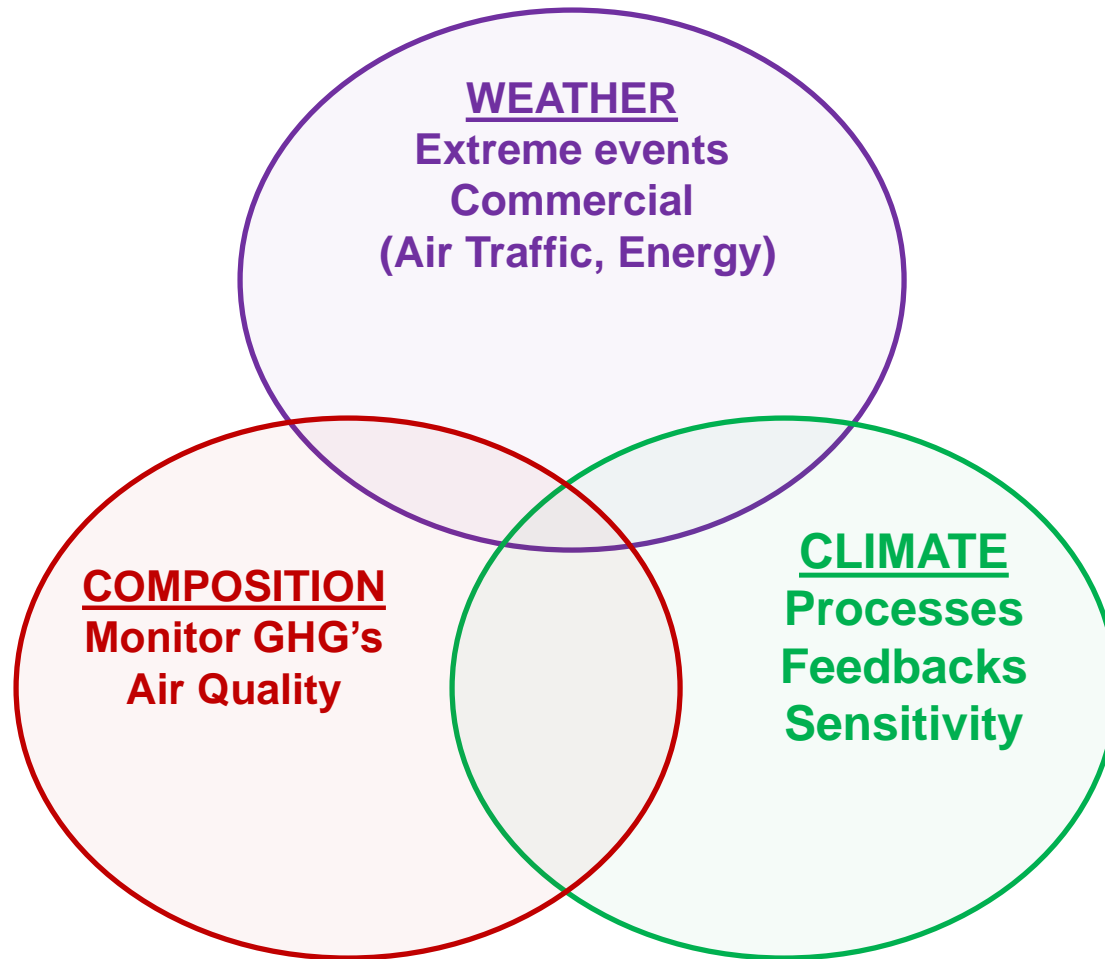 WEATHER
Extreme events
Commercial
(Air Traffic, Energy)
COMPOSITION
Monitor GHG's
Air Quality
CLIMATE
Processes
Feedbacks
Sensitivity